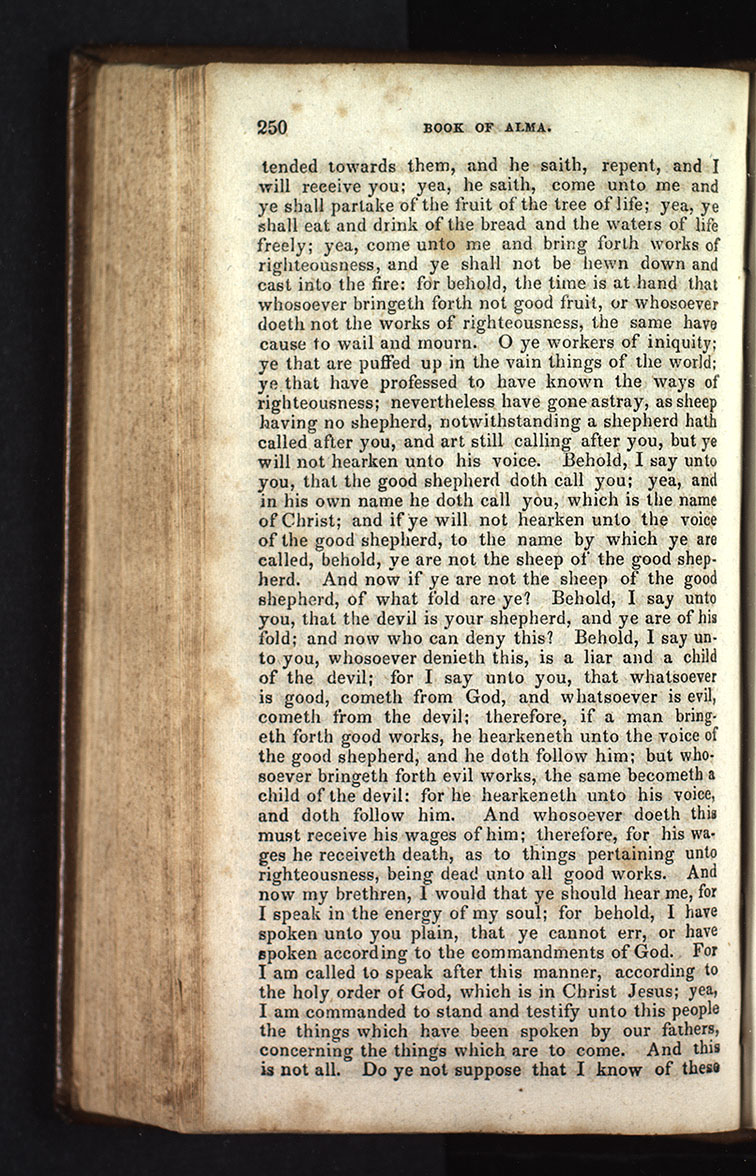 250 BOOK OF ALMA.
tended towards them, and he saith, repent, and I
will receive you; yea, he saith, come unto me and
ye shall partake of the fruit of the tree of life; yea, ye
shall eat and drink of the bread and the waters of life
freely; yea, come unto me and bring forth works of
righteousness, and ye shall not be hewn down and
cast into the fire: for behold, the time is at hand that
whosoever bringeth forth not good fruit, or whosoever
doeth not the works of righteousness, the same have
cause to wail and mourn. O ye workers of iniquity;
ye that are puffed up in the vain things of the world;
ye that have professed to have known the ways of
righteousness; nevertheless have gone astray, as sheep
having no shepherd, notwithstanding a shepherd hath
called after you, and art still calling after you, but ye
will not hearken unto his voice. Behold, I say unto
you, that the good shepherd doth call you; yea, and
in his own name he doth call you, which is the name
of Christ; and if ye will not hearken unto the voice
of the good shepherd, to the name by which ye are
called, behold, ye are not the sheep of the good shep-
herd. And now if ye are not the sheep of the good
shepherd, of what fold are ye? Behold, I say unto
you, that the devil is your shepherd, and ye are of his
fold; and now who can deny this? Behold, I say un-
to you, whosoever denieth this, is a liar and a child
of the devil; for I say unto you, that whatsoever
is good, cometh from God, and whatsoever is evil,
cometh from the devil; therefore, if a man bring-
eth forth good works, he hearkeneth unto the voice of
the good shepherd, and he doth follow him; but who-
soever bringeth forth evil works, the same becometh a
child of the devil: for he hearkeneth unto his voice,
and doth follow him. And whosoever doeth this
must receive his wages of him; therefore, for his wa-
ges he receiveth death, as to things pertaining unto
righteousness, being dead unto all good works. And
now my brethren, I would that ye should hear me, for
I speak in the energy of my soul; for behold, I have
spoken unto you plain, that ye cannot err, or have
spoken according to the commandments of God. For
I am called to speak after this manner, according to
the holy order of God, which is in Christ Jesus; yea,
I am commanded to stand and testify unto this people
the things which have been spoken by our fathers,
concerning the things which are to come. And this
is not all. Do ye not suppose that I know of these